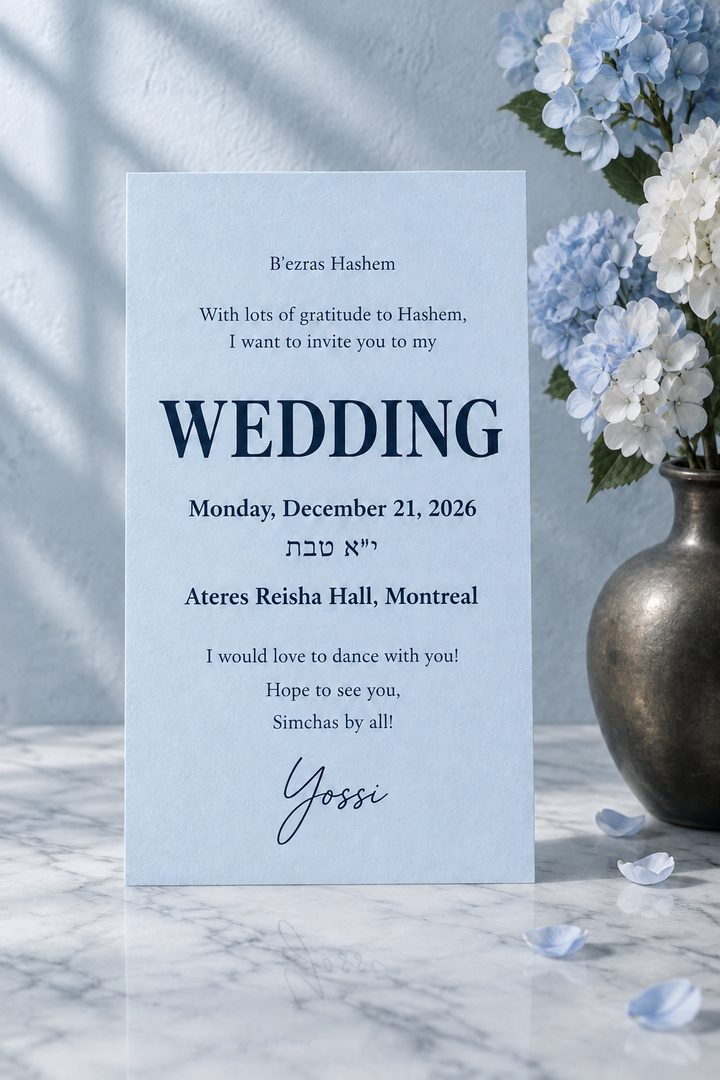 B'ezras Hashem
With lots of gratitude to Hashem,
I want to invite you to my
WEDDING
Monday, December 21, 2026
י"א טבת
Ateres Reisha Hall, Montreal
I would love to dance with you!
Hope to see you,
Simchas by all!
Yossi